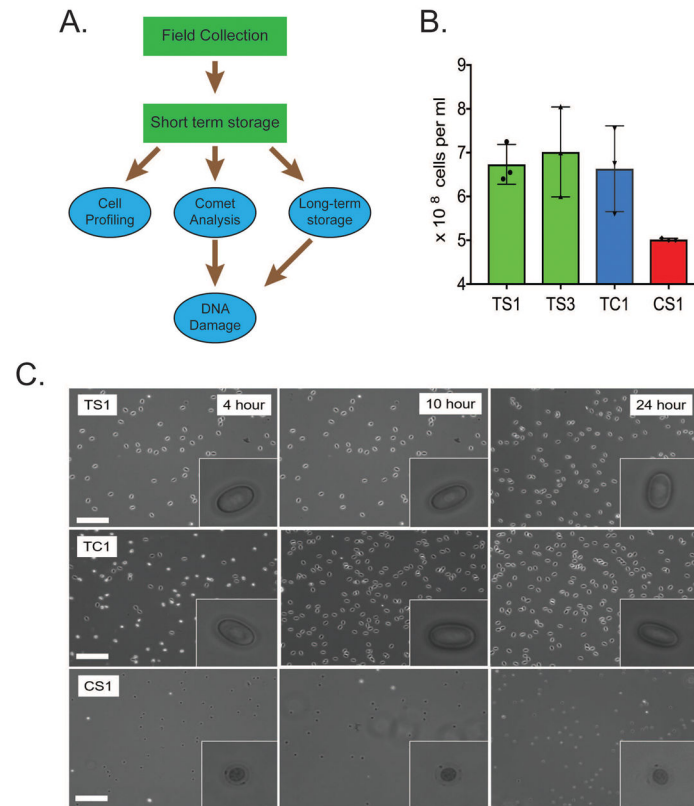 A.
Field Collection
Short term storage
Cell
Profiling
Comet
Analysis
Long-term
storage
DNA
Damage
B.
x 10 8 cells per ml
9
8
7
6
5
4
TS1 TS3 TC1 CS1
C.
TS1 4 hour 10 hour 24 hour
TC1
CS1